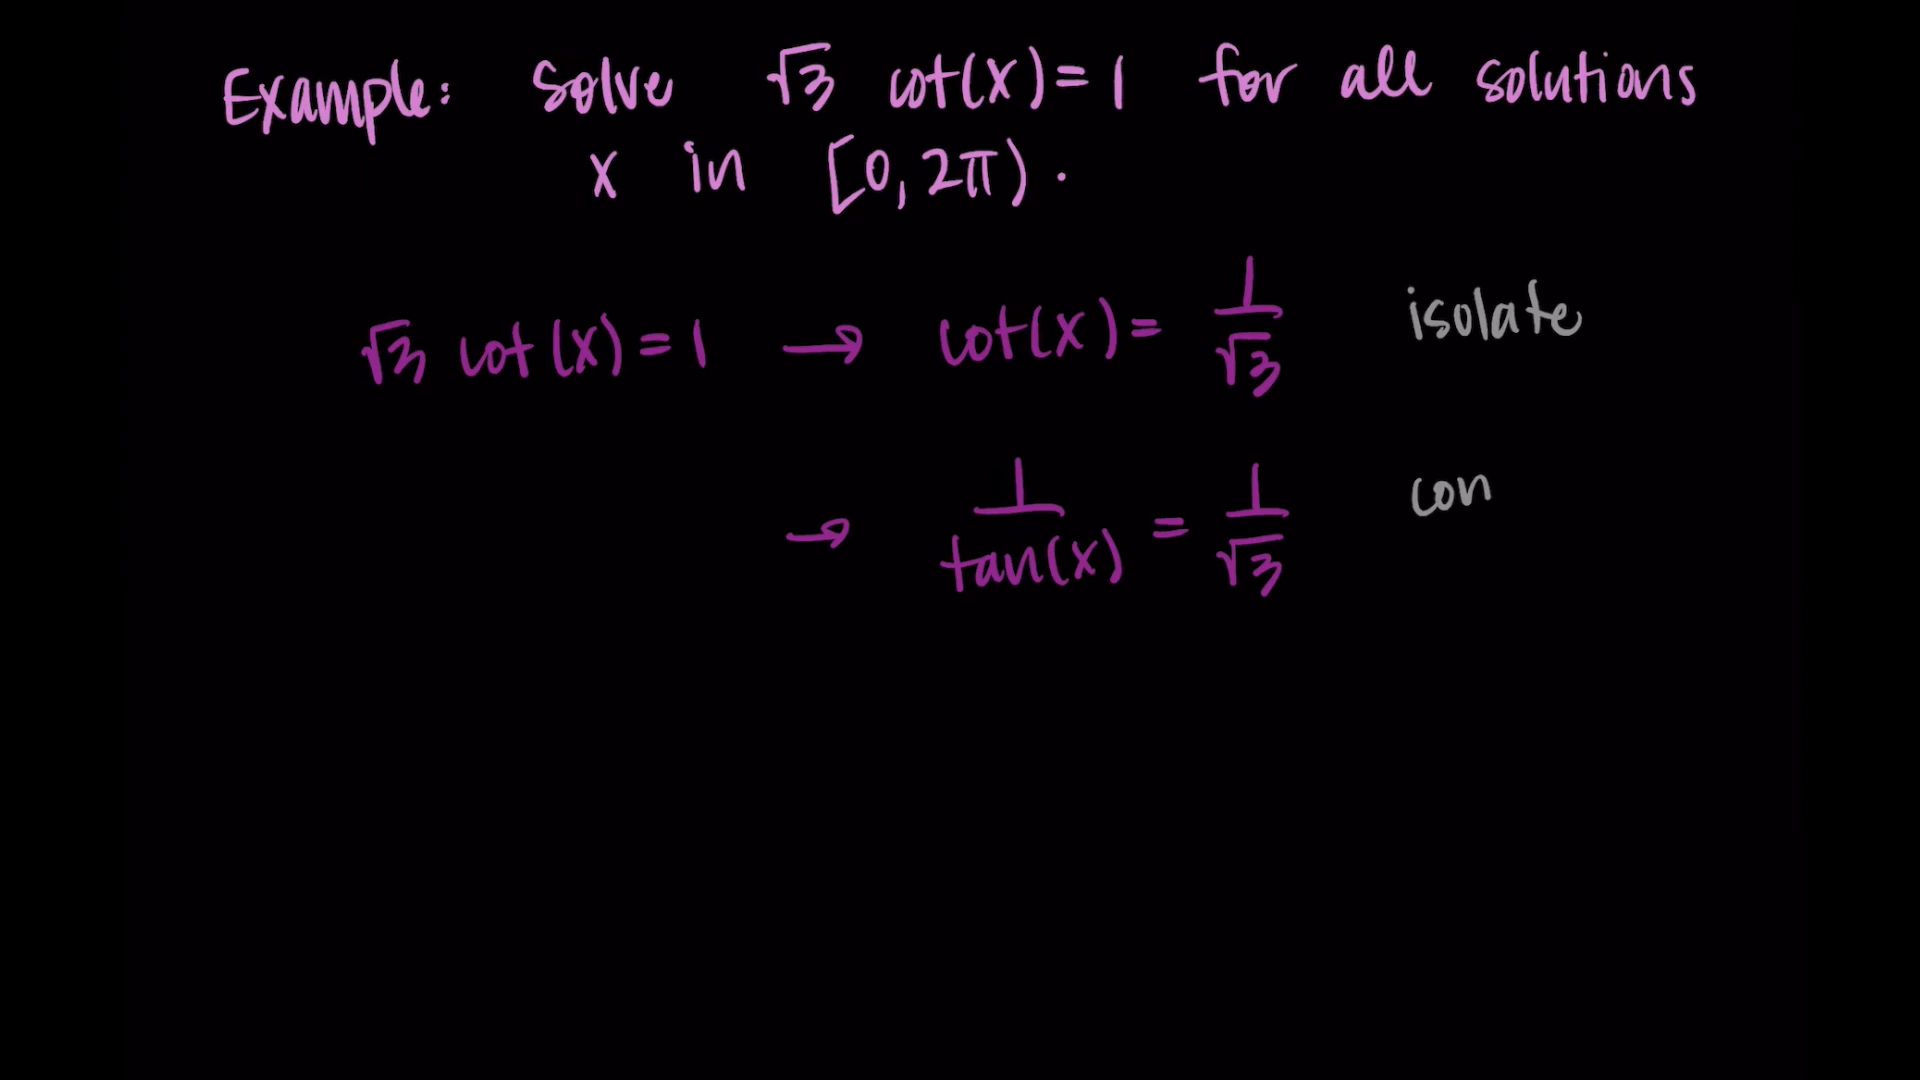 Example: Solve √3 cot(x) = 1 for all solutions
x in [0, 2π).
√3 cot(x) = 1 → cot(x) = 1/√3 isolate
→ 1/tan(x) = 1/√3 con